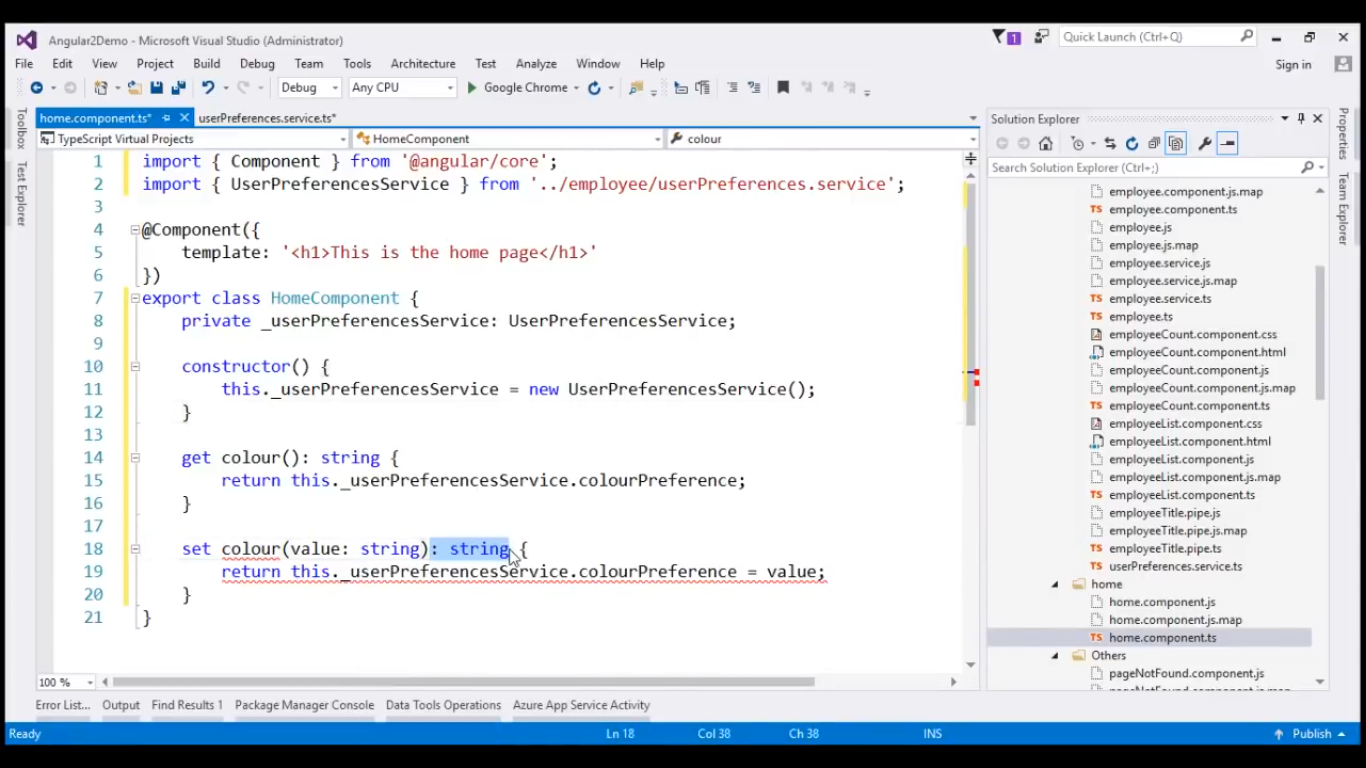 Angular2Demo - Microsoft Visual Studio (Administrator)
1
Quick Launch (Ctrl+Q)
File Edit View Project Build Debug Team Tools Architecture Test Analyze Window Help
Sign in
Debug Any CPU Google Chrome
Toolbox
Test Explorer
home.component.ts* userPreferences.service.ts*
TypeScript Virtual Projects HomeComponent colour
1 import { Component } from '@angular/core';
2 import { UserPreferencesService } from '../employee/userPreferences.service';
3
4 @Component({
5 template: '<h1>This is the home page</h1>'
6 })
7 export class HomeComponent {
8 private _userPreferencesService: UserPreferencesService;
9
10 constructor() {
11 this._userPreferencesService = new UserPreferencesService();
12 }
13
14 get colour(): string {
15 return this._userPreferencesService.colourPreference;
16 }
17
18 set colour(value: string): string {
19 return this._userPreferencesService.colourPreference = value;
20 }
21 }
100 %
Solution Explorer
Search Solution Explorer (Ctrl+;)
employee.component.js.map
TS employee.component.ts
employee.js
employee.js.map
employee.service.js
employee.service.js.map
TS employee.service.ts
TS employee.ts
employeeCount.component.css
employeeCount.component.html
employeeCount.component.js
employeeCount.component.js.map
TS employeeCount.component.ts
employeeList.component.css
employeeList.component.html
employeeList.component.js
employeeList.component.js.map
TS employeeList.component.ts
employeeTitle.pipe.js
employeeTitle.pipe.js.map
TS employeeTitle.pipe.ts
TS userPreferences.service.ts
home
home.component.js
home.component.js.map
TS home.component.ts
Others
pageNotFound.component.js
Properties
Team Explorer
Error List... Output Find Results 1 Package Manager Console Data Tools Operations Azure App Service Activity
Ready Ln 18 Col 38 Ch 38 INS Publish